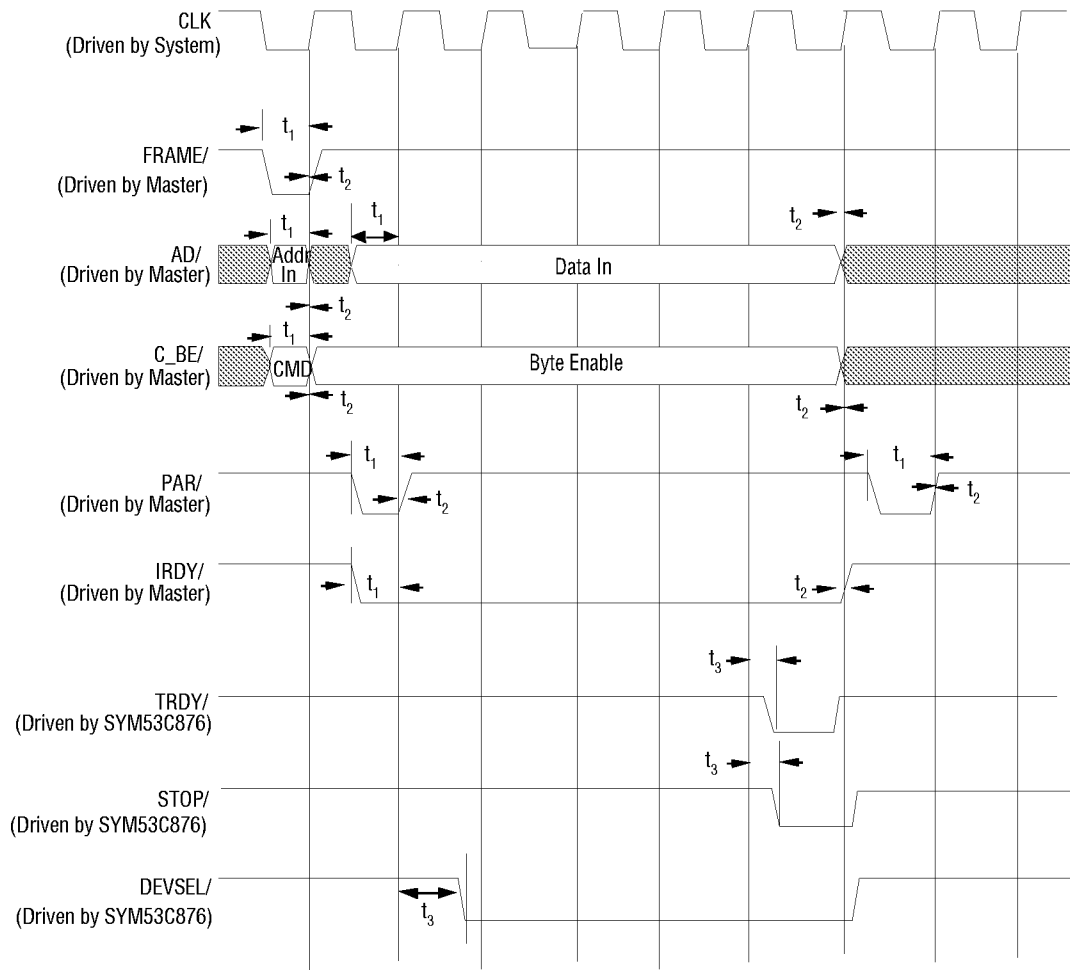 CLK
(Driven by System)
t1
FRAME/
(Driven by Master)
t2
t1
t1
t2
AD/
(Driven by Master)
Addr
In
Data In
t2
t1
C_BE/
(Driven by Master)
CMD
Byte Enable
t2
t2
t1
t1
PAR/
(Driven by Master)
t2
t2
IRDY/
(Driven by Master)
t1
t2
t3
TRDY/
(Driven by SYM53C876)
t3
STOP/
(Driven by SYM53C876)
DEVSEL/
(Driven by SYM53C876)
t3